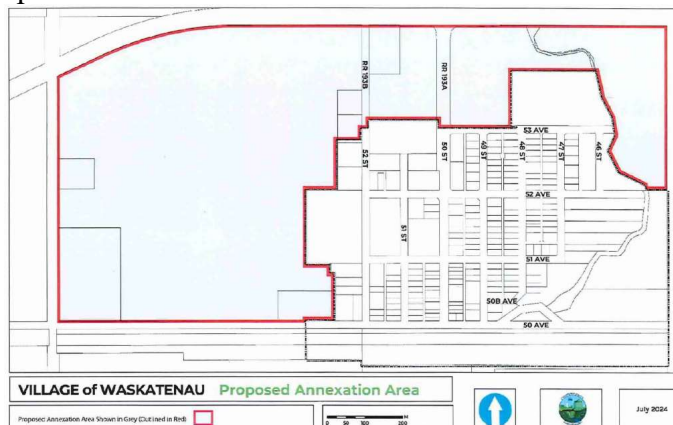 RR 193B
RR 193A
53 AVE
52 ST
50 ST
49 ST
48 ST
47 ST
46 ST
52 AVE
51 ST
51 AVE
50B AVE
50 AVE
VILLAGE of WASKATENAU Proposed Annexation Area
Proposed Annexation Area Shown in Grey (Outlined in Red)
0 50 100 200
M
July 2024